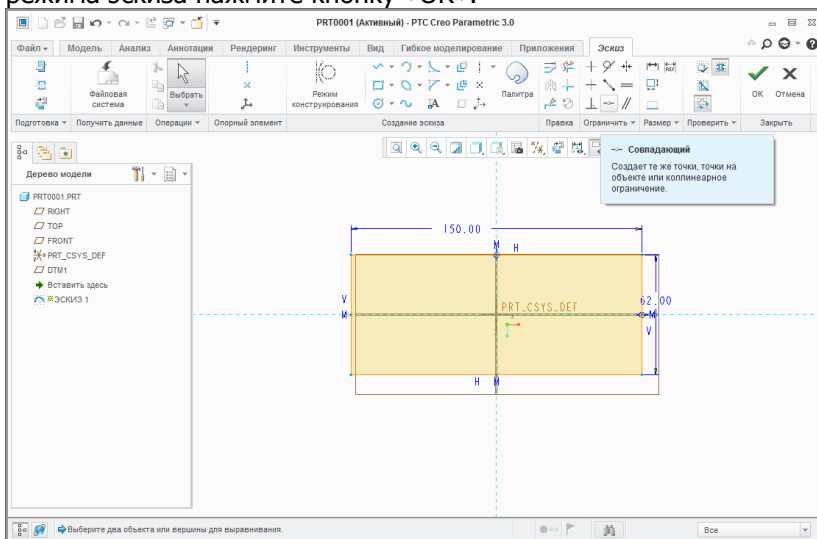 режима эскиза нажмите кнопку «ОК».
PRT0001 (Активный) - PTC Creo Parametric 3.0
Файл Модель Анализ Аннотации Рендеринг Инструменты Вид Гибкое моделирование Приложения Эскиз
Файловая система
Выбрать
Режим конструирования
Палитра
ОК Отмена
Подготовка Получить данные Операции Опорный элемент Создание эскиза Правка Ограничить Размер Проверить Закрыть
Совпадающий
Создает те же точки, точки на
объекте или коллинеарное
ограничение.
Дерево модели
PRT0001.PRT
RIGHT
TOP
FRONT
PRT_CSYS_DEF
DTM1
Вставить здесь
ЭСКИЗ 1
150.00
M H
V 62.00
PRT_CSYS_DEF
M M
V
H M
Выберите два объекта или вершины для выравнивания.
Все